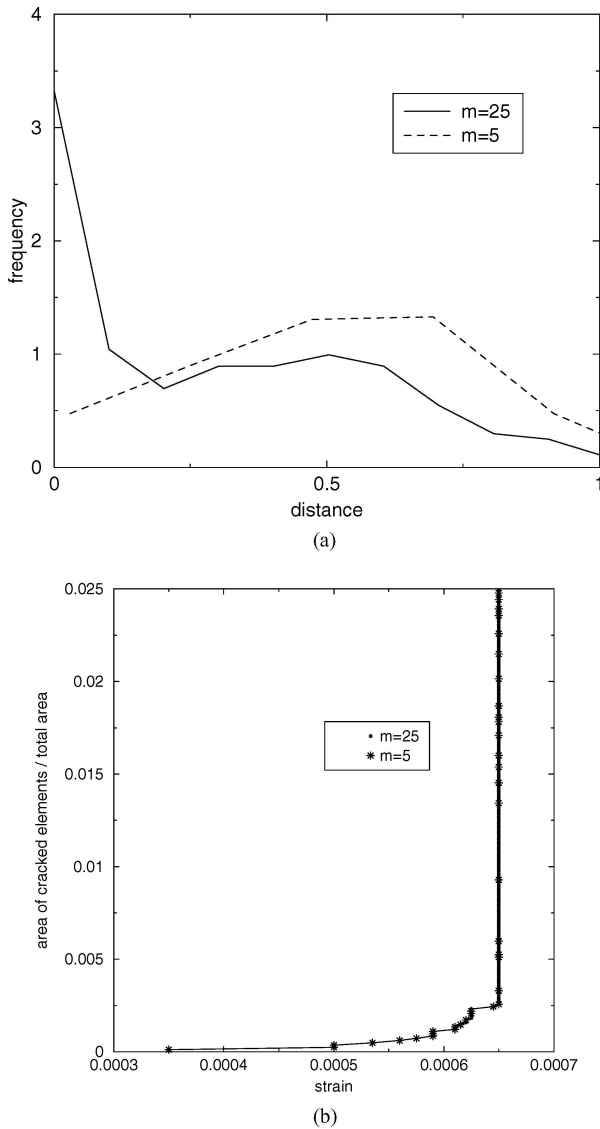 4
3
2
1
0
frequency
m=25
m=5
0
0.5
1
distance
(a)
0.025
0.02
0.015
0.01
0.005
0
area of cracked elements / total area
m=25
m=5
0.0003
0.0004
0.0005
0.0006
0.0007
strain
(b)